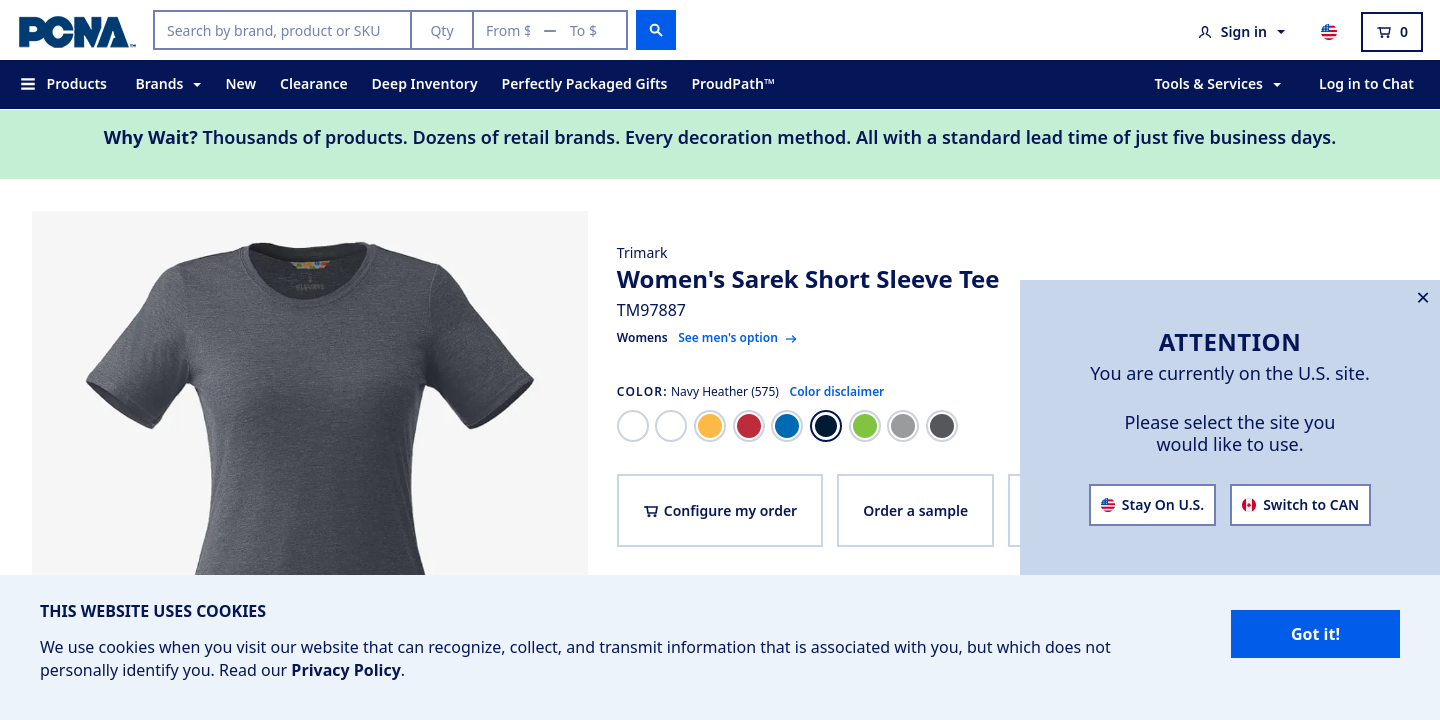 PCNA™
Search by brand, product or SKU
Qty
From $ — To $
Sign in
0
Products
Brands
New
Clearance
Deep Inventory
Perfectly Packaged Gifts
ProudPath™
Tools & Services
Log in to Chat
Why Wait? Thousands of products. Dozens of retail brands. Every decoration method. All with a standard lead time of just five business days.
Trimark
Women's Sarek Short Sleeve Tee
TM97887
Womens See men's option →
COLOR: Navy Heather (575) Color disclaimer
Configure my order
Order a sample
ATTENTION
You are currently on the U.S. site.
Please select the site you
would like to use.
Stay On U.S.
Switch to CAN
THIS WEBSITE USES COOKIES
We use cookies when you visit our website that can recognize, collect, and transmit information that is associated with you, but which does not
personally identify you. Read our Privacy Policy.
Got it!